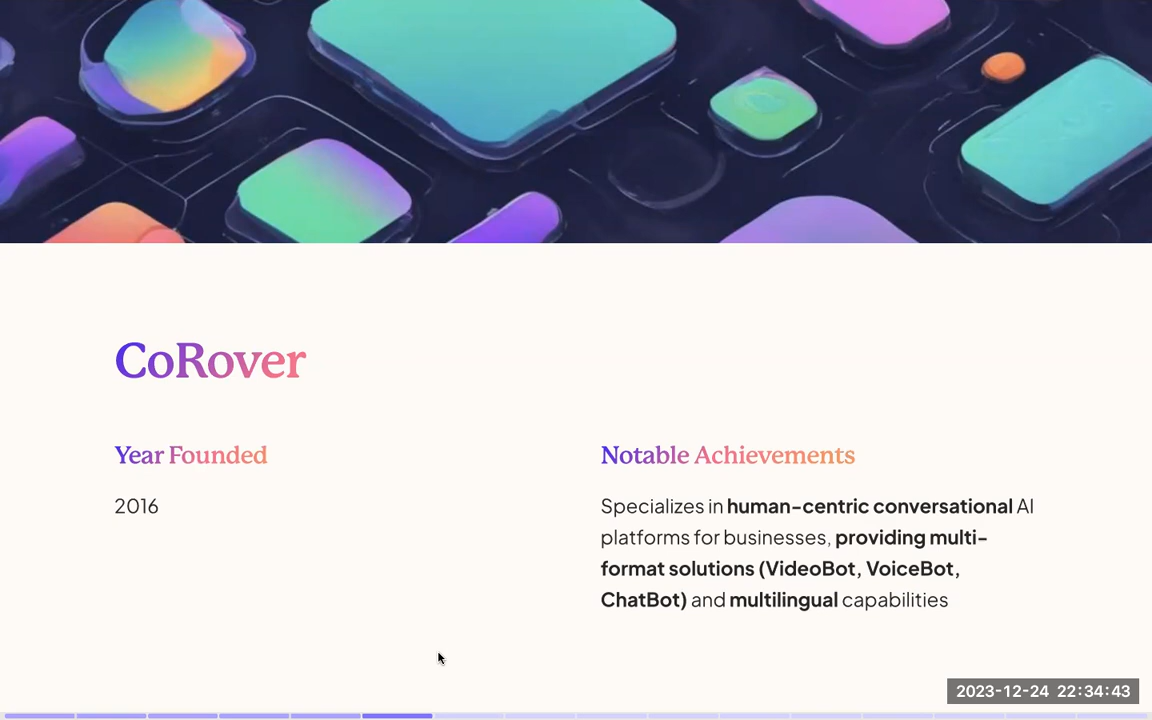 CoRover
Year Founded
2016
Notable Achievements
Specializes in human-centric conversational AI
platforms for businesses, providing multi-
format solutions (VideoBot, VoiceBot,
ChatBot) and multilingual capabilities
2023-12-24 22:34:43